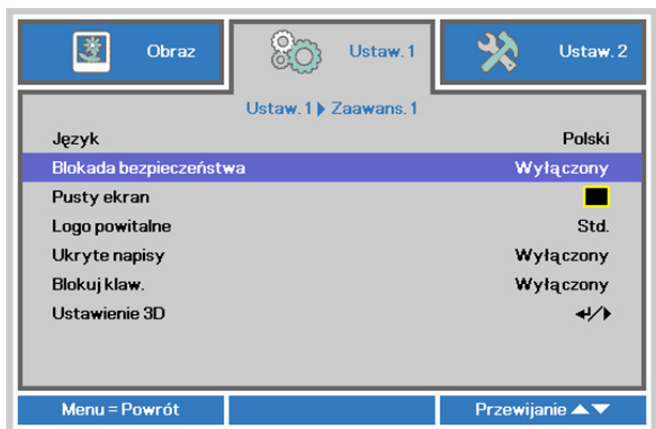 Obraz
Ustaw. 1
Ustaw. 2
Ustaw. 1 Zaawans. 1
Język Polski
Blokada bezpieczeństwa Wyłączony
Pusty ekran
Logo powitalne Std.
Ukryte napisy Wyłączony
Blokuj klaw. Wyłączony
Ustawienie 3D
Menu = Powrót
Przewijanie